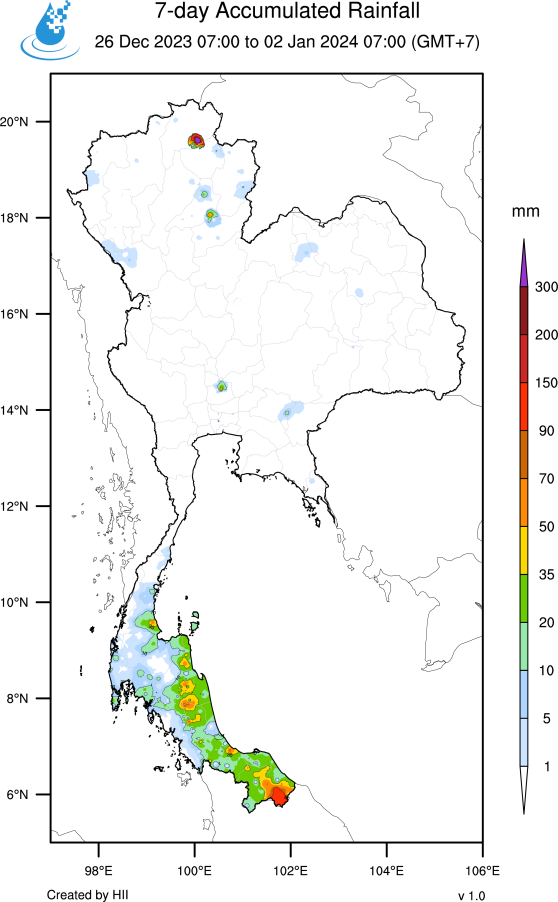 7-day Accumulated Rainfall
26 Dec 2023 07:00 to 02 Jan 2024 07:00 (GMT+7)
20°N
18°N
16°N
14°N
12°N
10°N
8°N
6°N
98°E
100°E
102°E
104°E
106°E
mm
300
200
150
90
70
50
35
20
10
5
1
Created by HII
v 1.0